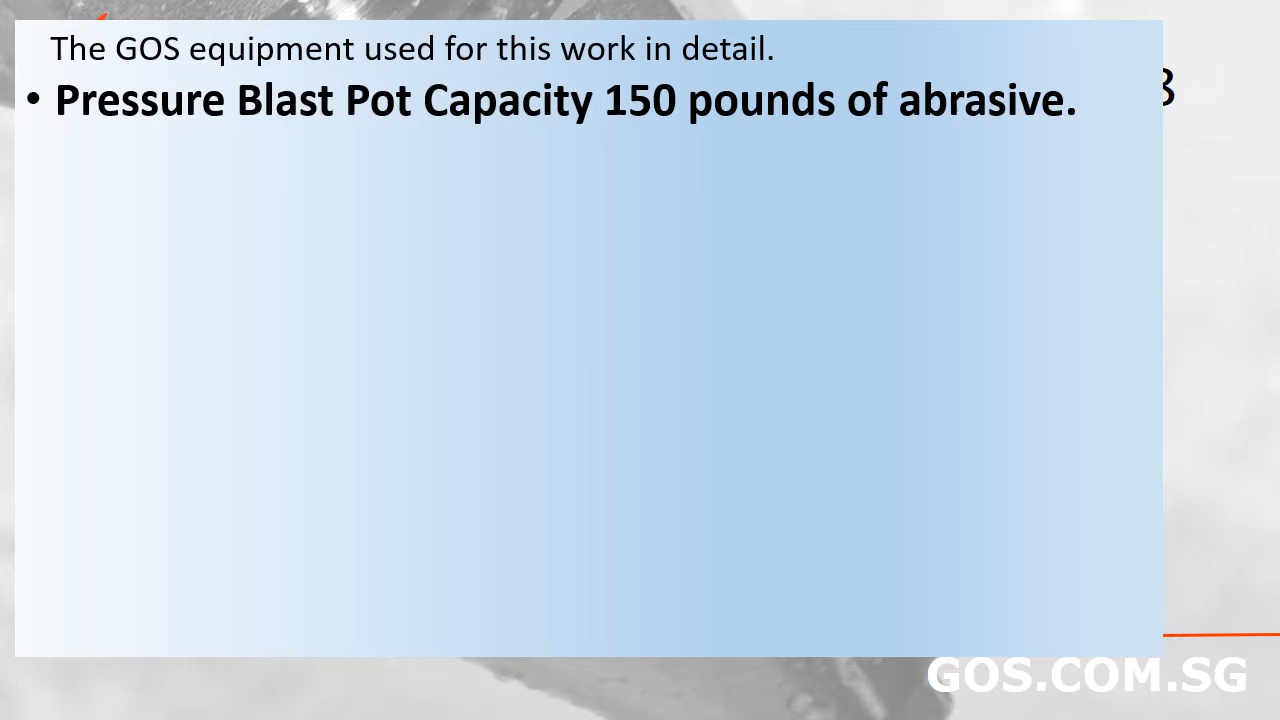 The GOS equipment used for this work in detail.
• Pressure Blast Pot Capacity 150 pounds of abrasive.
GOS.COM.SG